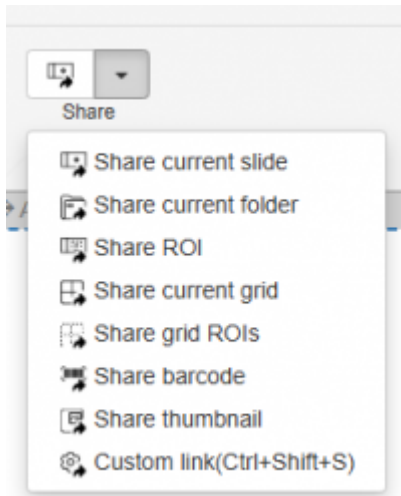 Share
Share current slide
Share current folder
Share ROI
Share current grid
Share grid ROIs
Share barcode
Share thumbnail
Custom link(Ctrl+Shift+S)